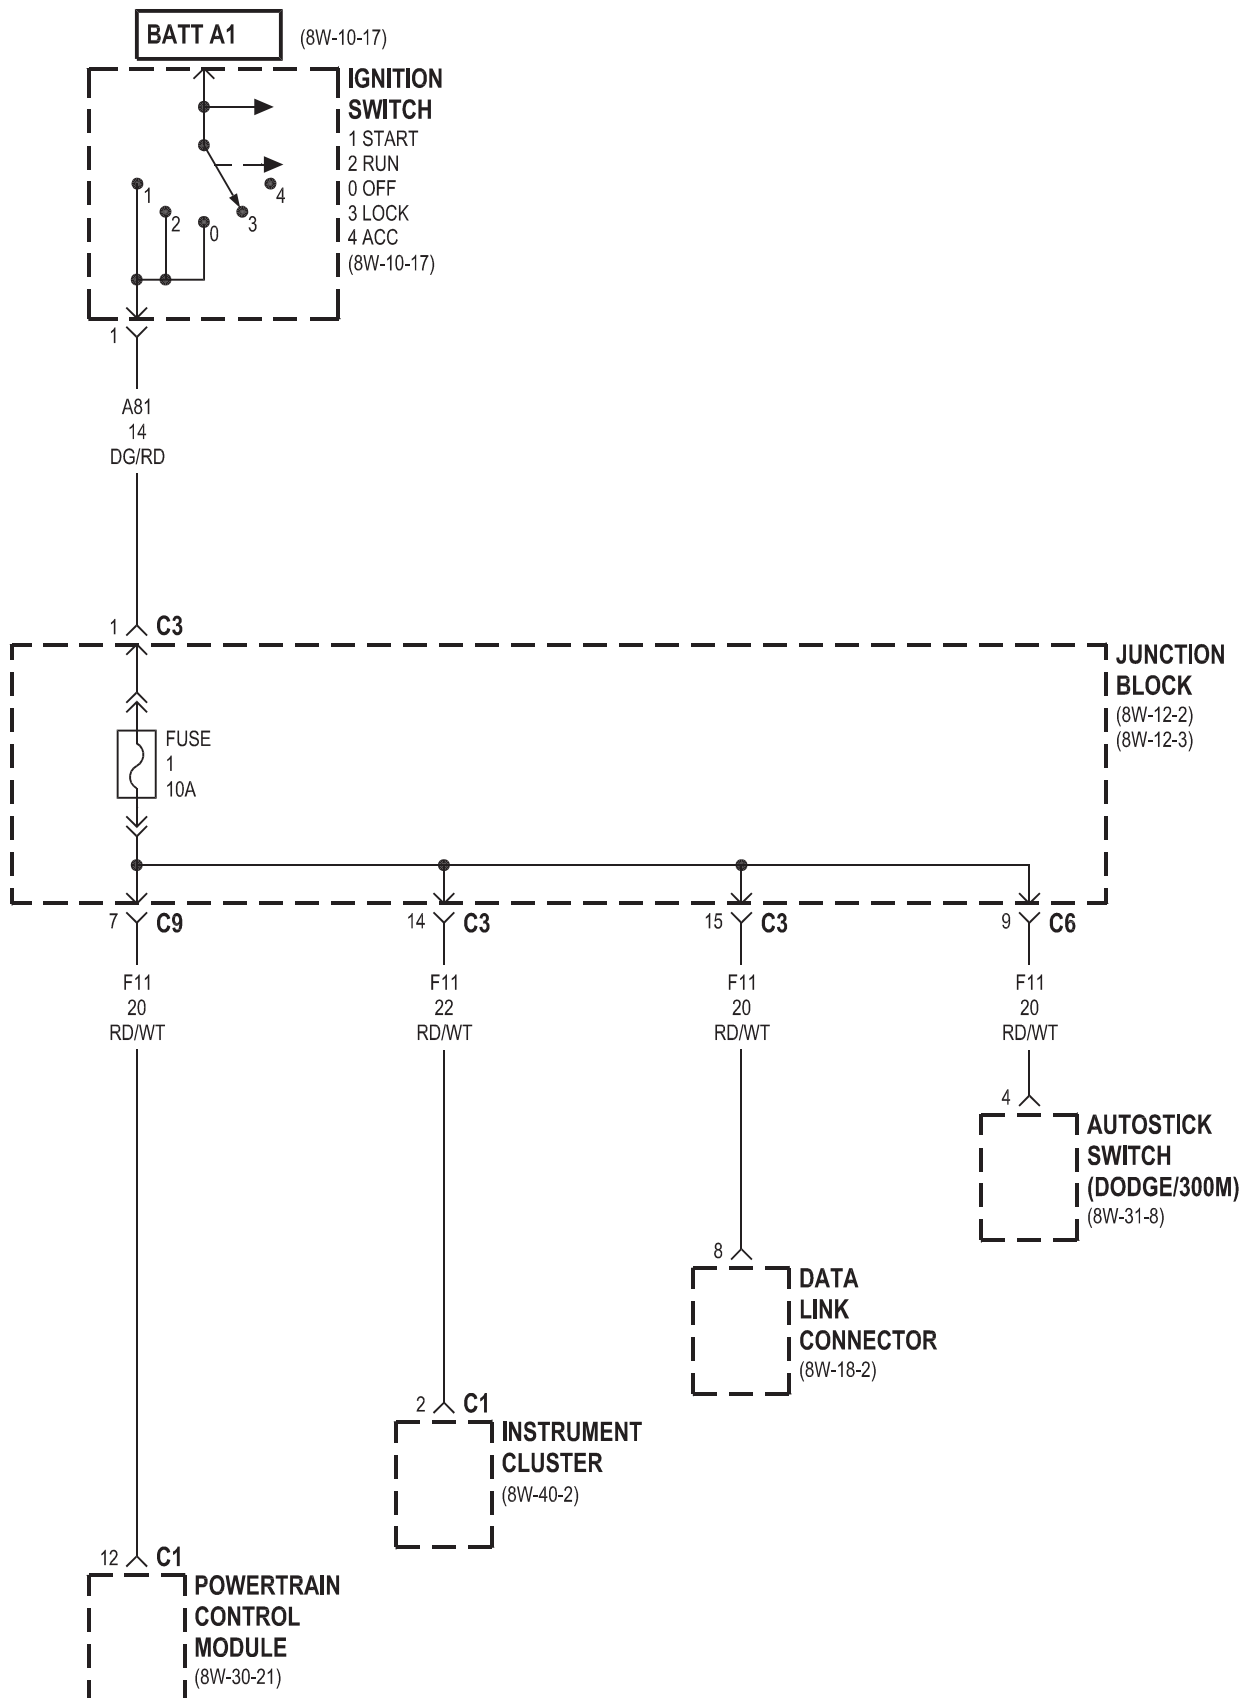 BATT A1
(8W-10-17)
IGNITION
SWITCH
1 START
2 RUN
0 OFF
3 LOCK
4 ACC
(8W-10-17)
1
2
0
3
4
1
A81
14
DG/RD
1
C3
JUNCTION
BLOCK
(8W-12-2)
(8W-12-3)
FUSE
1
10A
7
C9
14
C3
15
C3
9
C6
F11
20
RD/WT
F11
22
RD/WT
F11
20
RD/WT
F11
20
RD/WT
4
AUTOSTICK
SWITCH
(DODGE/300M)
(8W-31-8)
8
DATA
LINK
CONNECTOR
(8W-18-2)
2
C1
INSTRUMENT
CLUSTER
(8W-40-2)
12
C1
POWERTRAIN
CONTROL
MODULE
(8W-30-21)